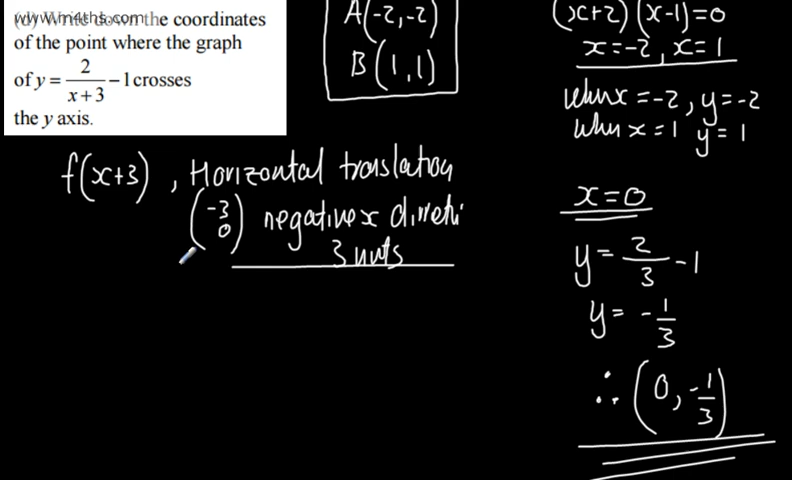 www.m4ths.com
(d) Write down the coordinates
of the point where the graph
of y = 2/(x+3) − 1 crosses
the y axis.
A(-2,-2)
B(1,1)
f(x+3), Horizontal translation
(-3 0) negative x directi
3 units
(x+2)(x-1)=0
x=-2, x=1
when x=-2, y=-2
when x=1 y=1
x=0
y=2/3-1
y=-1/3
∴(0,-1/3)